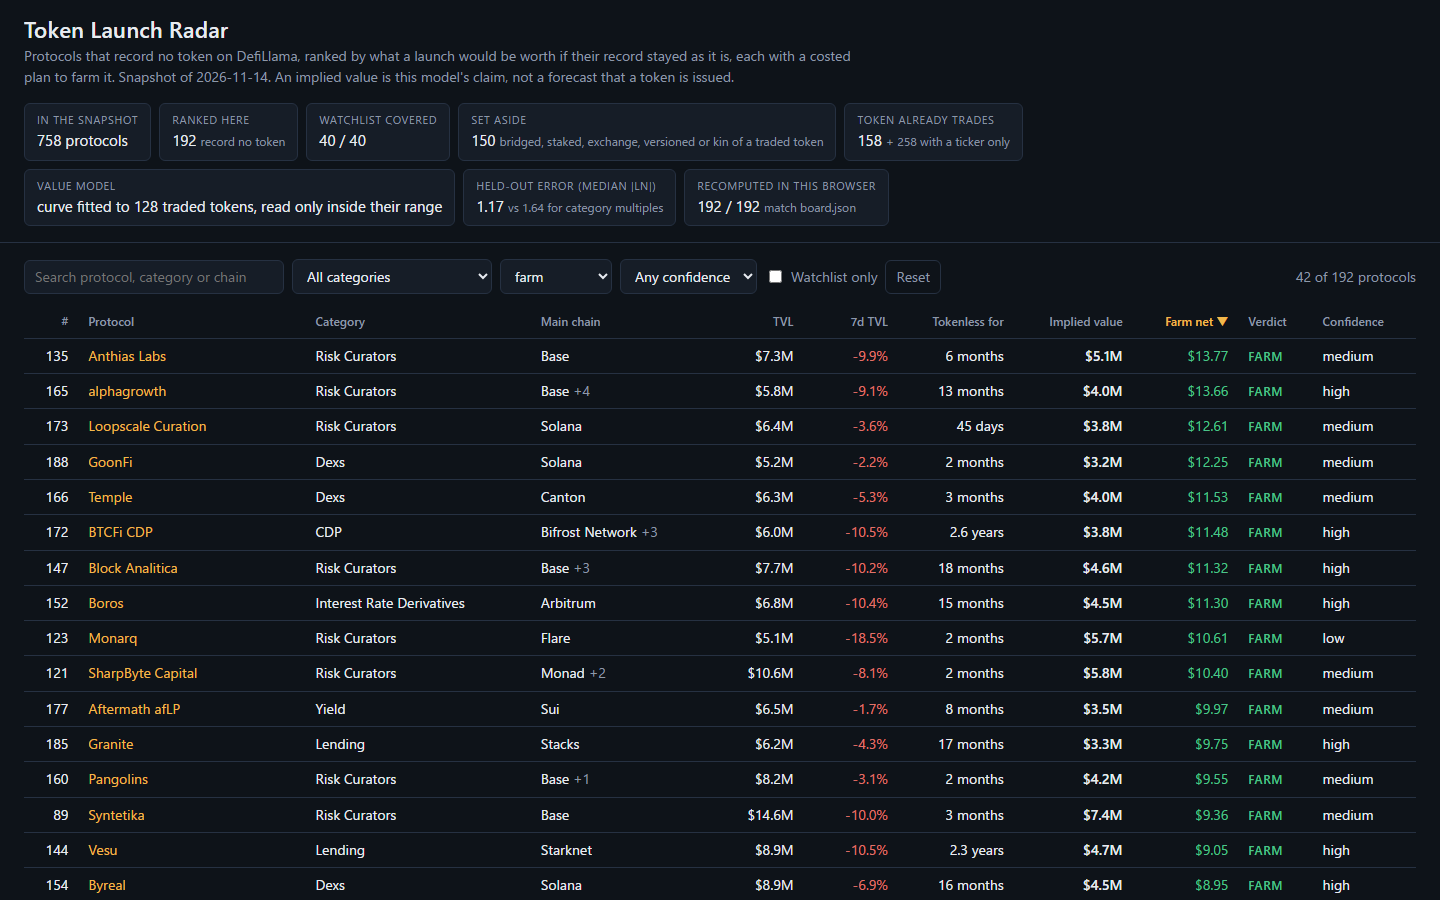 Token Launch Radar
Protocols that record no token on DefiLlama, ranked by what a launch would be worth if their record stayed as it is, each with a costed
plan to farm it. Snapshot of 2026-11-14. An implied value is this model's claim, not a forecast that a token is issued.
IN THE SNAPSHOT
758 protocols
RANKED HERE
192 record no token
WATCHLIST COVERED
40 / 40
SET ASIDE
150 bridged, staked, exchange, versioned or kin of a traded token
TOKEN ALREADY TRADES
158 + 258 with a ticker only
VALUE MODEL
curve fitted to 128 traded tokens, read only inside their range
HELD-OUT ERROR (MEDIAN |LN|)
1.17 vs 1.64 for category multiples
RECOMPUTED IN THIS BROWSER
192 / 192 match board.json
Search protocol, category or chain All categories farm Any confidence Watchlist only Reset 42 of 192 protocols
# Protocol Category Main chain TVL 7d TVL Tokenless for Implied value Farm net ▼ Verdict Confidence
135 Anthias Labs Risk Curators Base $7.3M -9.9% 6 months $5.1M $13.77 FARM medium
165 alphagrowth Risk Curators Base +4 $5.8M -9.1% 13 months $4.0M $13.66 FARM high
173 Loopscale Curation Risk Curators Solana $6.4M -3.6% 45 days $3.8M $12.61 FARM medium
188 GoonFi Dexs Solana $5.2M -2.2% 2 months $3.2M $12.25 FARM medium
166 Temple Dexs Canton $6.3M -5.3% 3 months $4.0M $11.53 FARM medium
172 BTCFi CDP CDP Bifrost Network +3 $6.0M -10.5% 2.6 years $3.8M $11.48 FARM high
147 Block Analitica Risk Curators Base +3 $7.7M -10.2% 18 months $4.6M $11.32 FARM high
152 Boros Interest Rate Derivatives Arbitrum $6.8M -10.4% 15 months $4.5M $11.30 FARM high
123 Monarq Risk Curators Flare $5.1M -18.5% 2 months $5.7M $10.61 FARM low
121 SharpByte Capital Risk Curators Monad +2 $10.6M -8.1% 2 months $5.8M $10.40 FARM medium
177 Aftermath afLP Yield Sui $6.5M -1.7% 8 months $3.5M $9.97 FARM medium
185 Granite Lending Stacks $6.2M -4.3% 17 months $3.3M $9.75 FARM high
160 Pangolins Risk Curators Base +1 $8.2M -3.1% 2 months $4.2M $9.55 FARM medium
89 Syntetika Risk Curators Base $14.6M -10.0% 3 months $7.4M $9.36 FARM medium
144 Vesu Lending Starknet $8.9M -10.5% 2.3 years $4.7M $9.05 FARM high
154 Byreal Dexs Solana $8.9M -6.9% 16 months $4.5M $8.95 FARM high